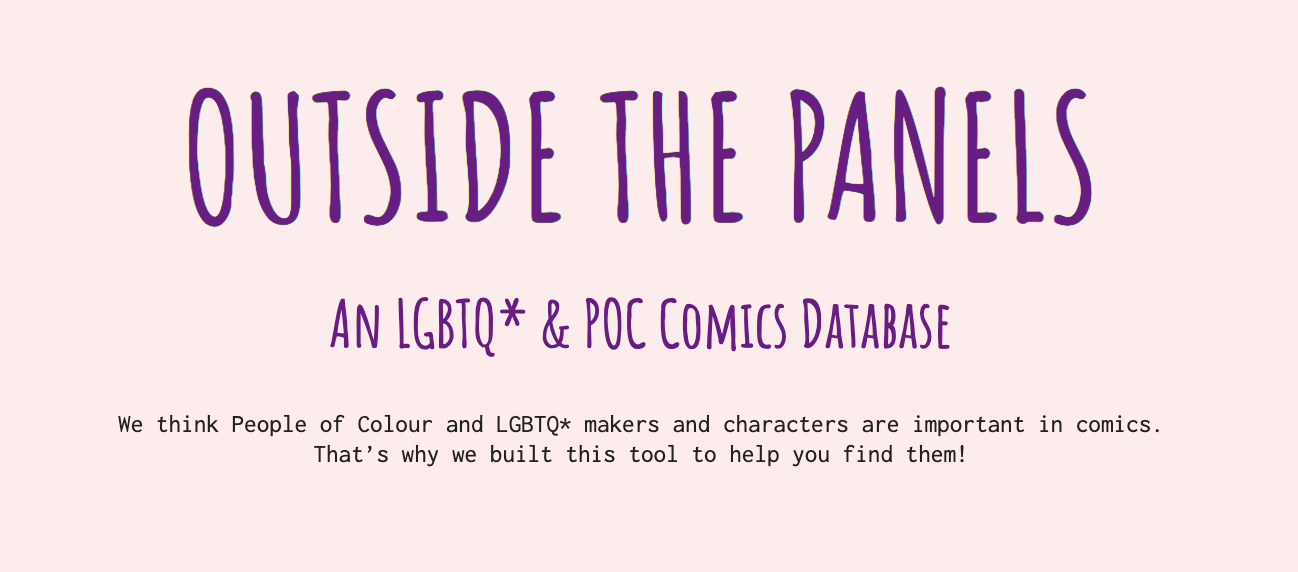 OUTSIDE THE PANELS
AN LGBTQ* & POC COMICS DATABASE
We think People of Colour and LGBTQ* makers and characters are important in comics.
That’s why we built this tool to help you find them!